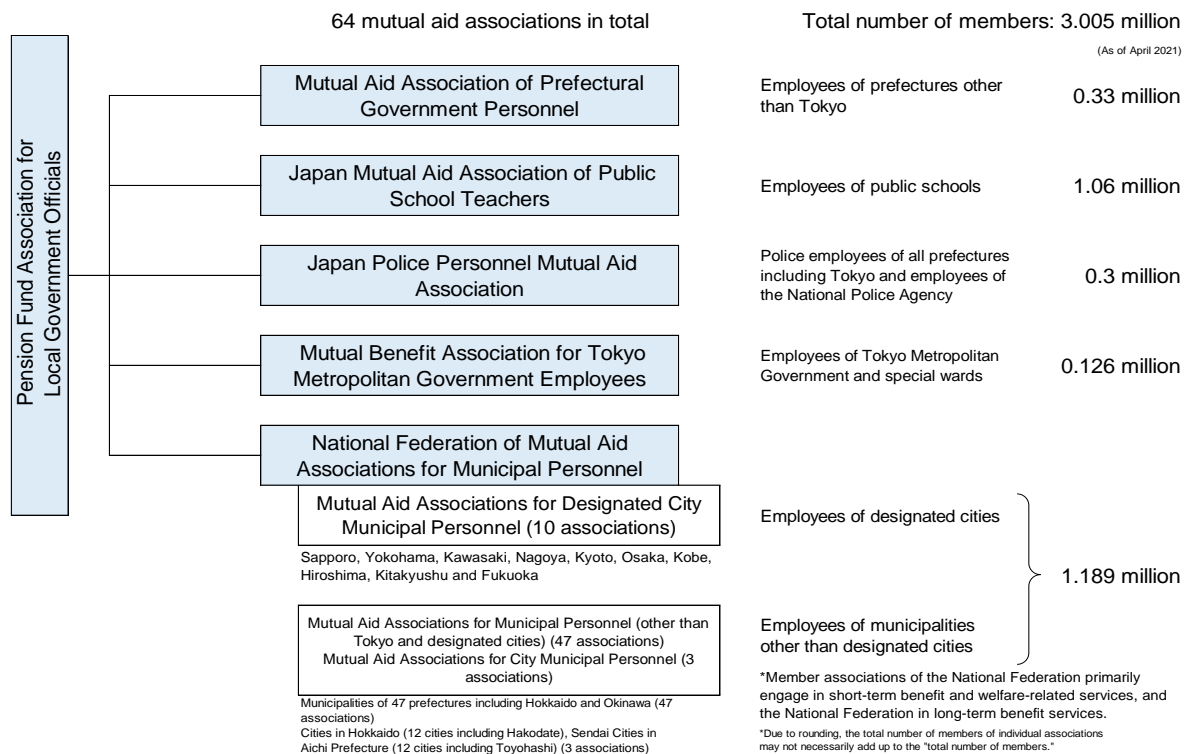 64 mutual aid associations in total
Total number of members: 3.005 million
(As of April 2021)
Pension Fund Association for
Local Government Officials
Mutual Aid Association of Prefectural
Government Personnel
Employees of prefectures other
than Tokyo
0.33 million
Japan Mutual Aid Association of Public
School Teachers
Employees of public schools
1.06 million
Japan Police Personnel Mutual Aid
Association
Police employees of all prefectures
including Tokyo and employees of
the National Police Agency
0.3 million
Mutual Benefit Association for Tokyo
Metropolitan Government Employees
Employees of Tokyo Metropolitan
Government and special wards
0.126 million
National Federation of Mutual Aid
Associations for Municipal Personnel
Mutual Aid Associations for Designated City
Municipal Personnel (10 associations)
Employees of designated cities
Sapporo, Yokohama, Kawasaki, Nagoya, Kyoto, Osaka, Kobe,
Hiroshima, Kitakyushu and Fukuoka
1.189 million
Mutual Aid Associations for Municipal Personnel (other than
Tokyo and designated cities) (47 associations)
Mutual Aid Associations for City Municipal Personnel (3
associations)
Employees of municipalities
other than designated cities
Municipalities of 47 prefectures including Hokkaido and Okinawa (47
associations)
Cities in Hokkaido (12 cities including Hakodate), Sendai Cities in
Aichi Prefecture (12 cities including Toyohashi) (3 associations)
*Member associations of the National Federation primarily
engage in short-term benefit and welfare-related services, and
the National Federation in long-term benefit services.
*Due to rounding, the total number of members of individual associations
may not necessarily add up to the "total number of members."